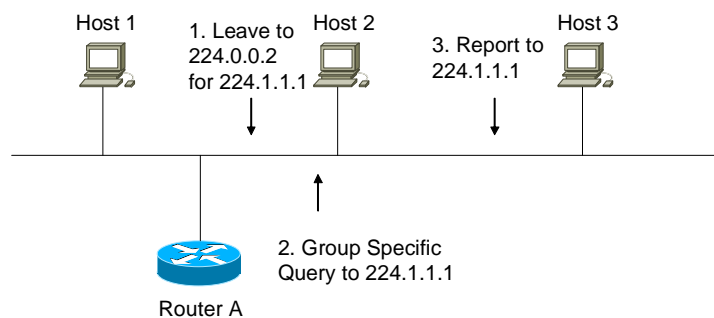 Host 1
1. Leave to
224.0.0.2
for 224.1.1.1
Host 2
3. Report to
224.1.1.1
Host 3
2. Group Specific
Query to 224.1.1.1
Router A